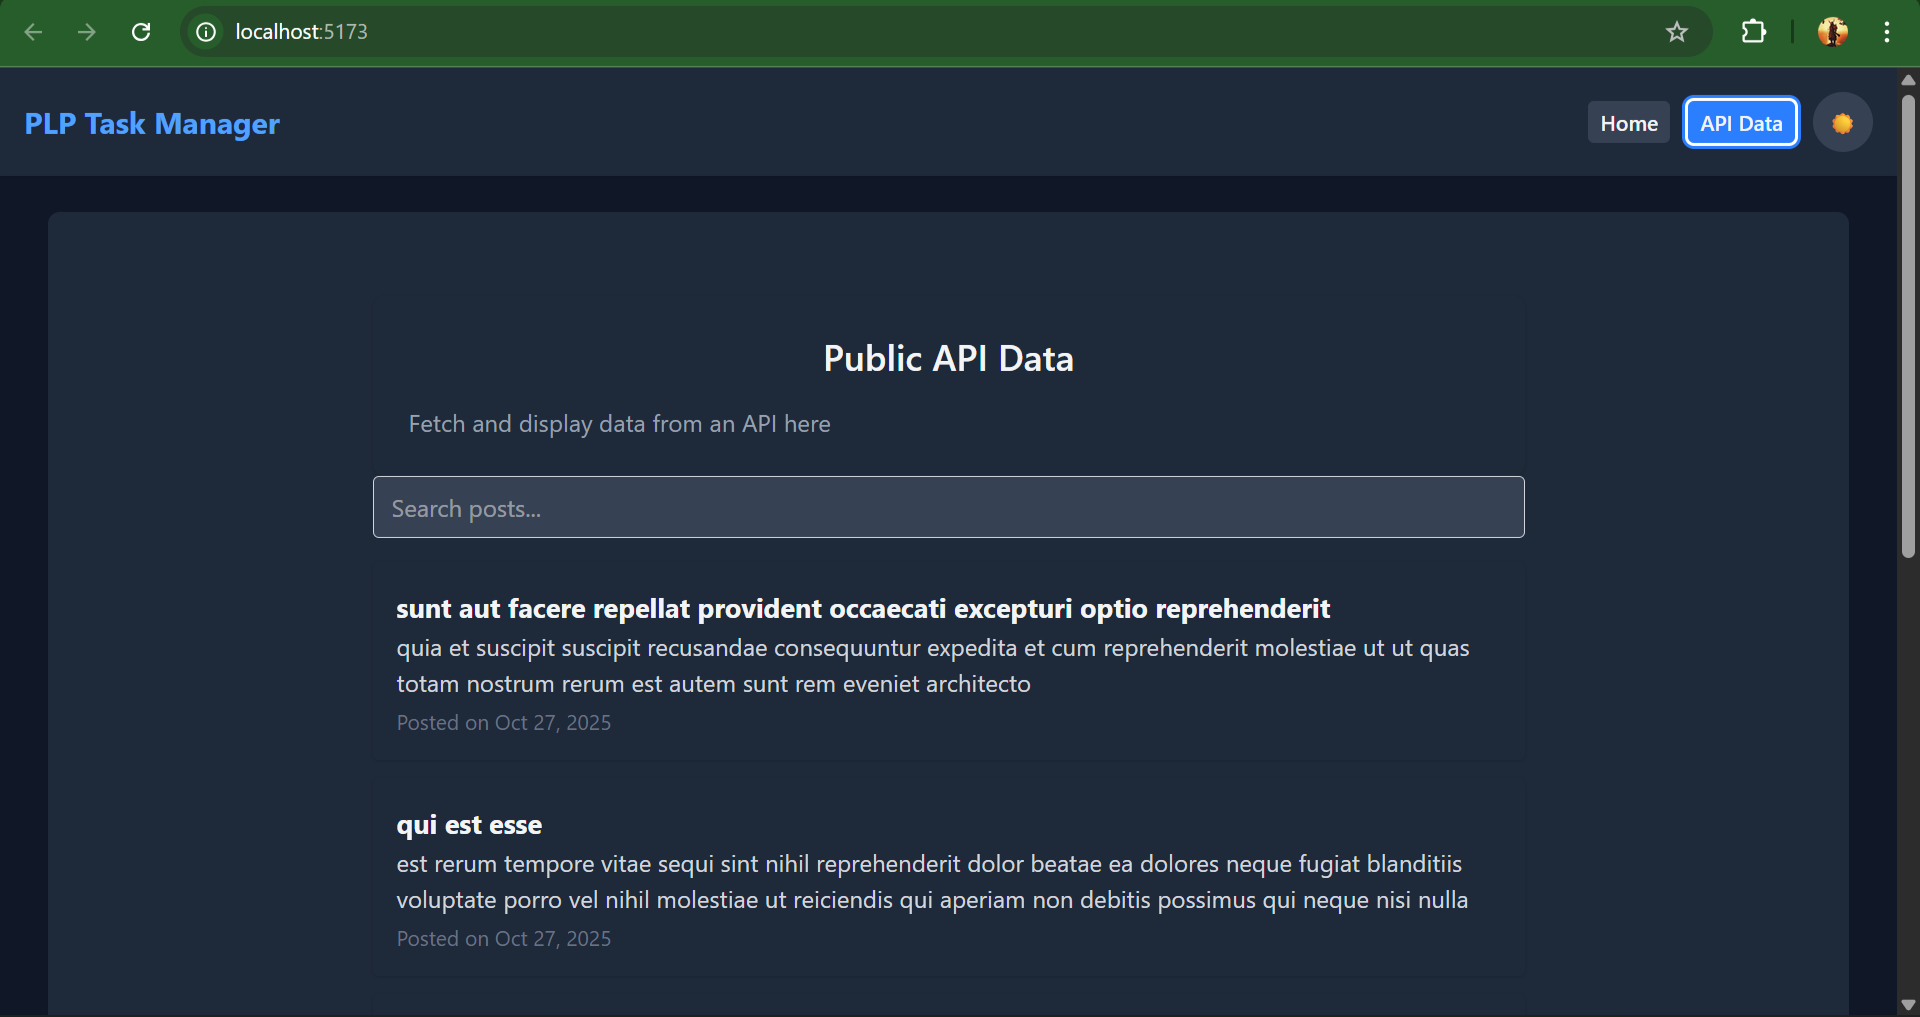 localhost:5173
PLP Task Manager
Home
API Data
Public API Data
Fetch and display data from an API here
Search posts...
sunt aut facere repellat provident occaecati excepturi optio reprehenderit
quia et suscipit suscipit recusandae consequuntur expedita et cum reprehenderit molestiae ut ut quas
totam nostrum rerum est autem sunt rem eveniet architecto
Posted on Oct 27, 2025
qui est esse
est rerum tempore vitae sequi sint nihil reprehenderit dolor beatae ea dolores neque fugiat blanditiis
voluptate porro vel nihil molestiae ut reiciendis qui aperiam non debitis possimus qui neque nisi nulla
Posted on Oct 27, 2025